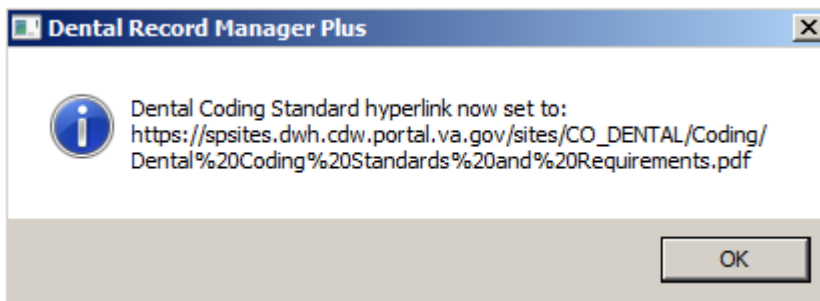 Dental Record Manager Plus
Dental Coding Standard hyperlink now set to:
https://spsites.dwh.cdw.portal.va.gov/sites/CO_DENTAL/Coding/
Dental%20Coding%20Standards%20and%20Requirements.pdf
OK